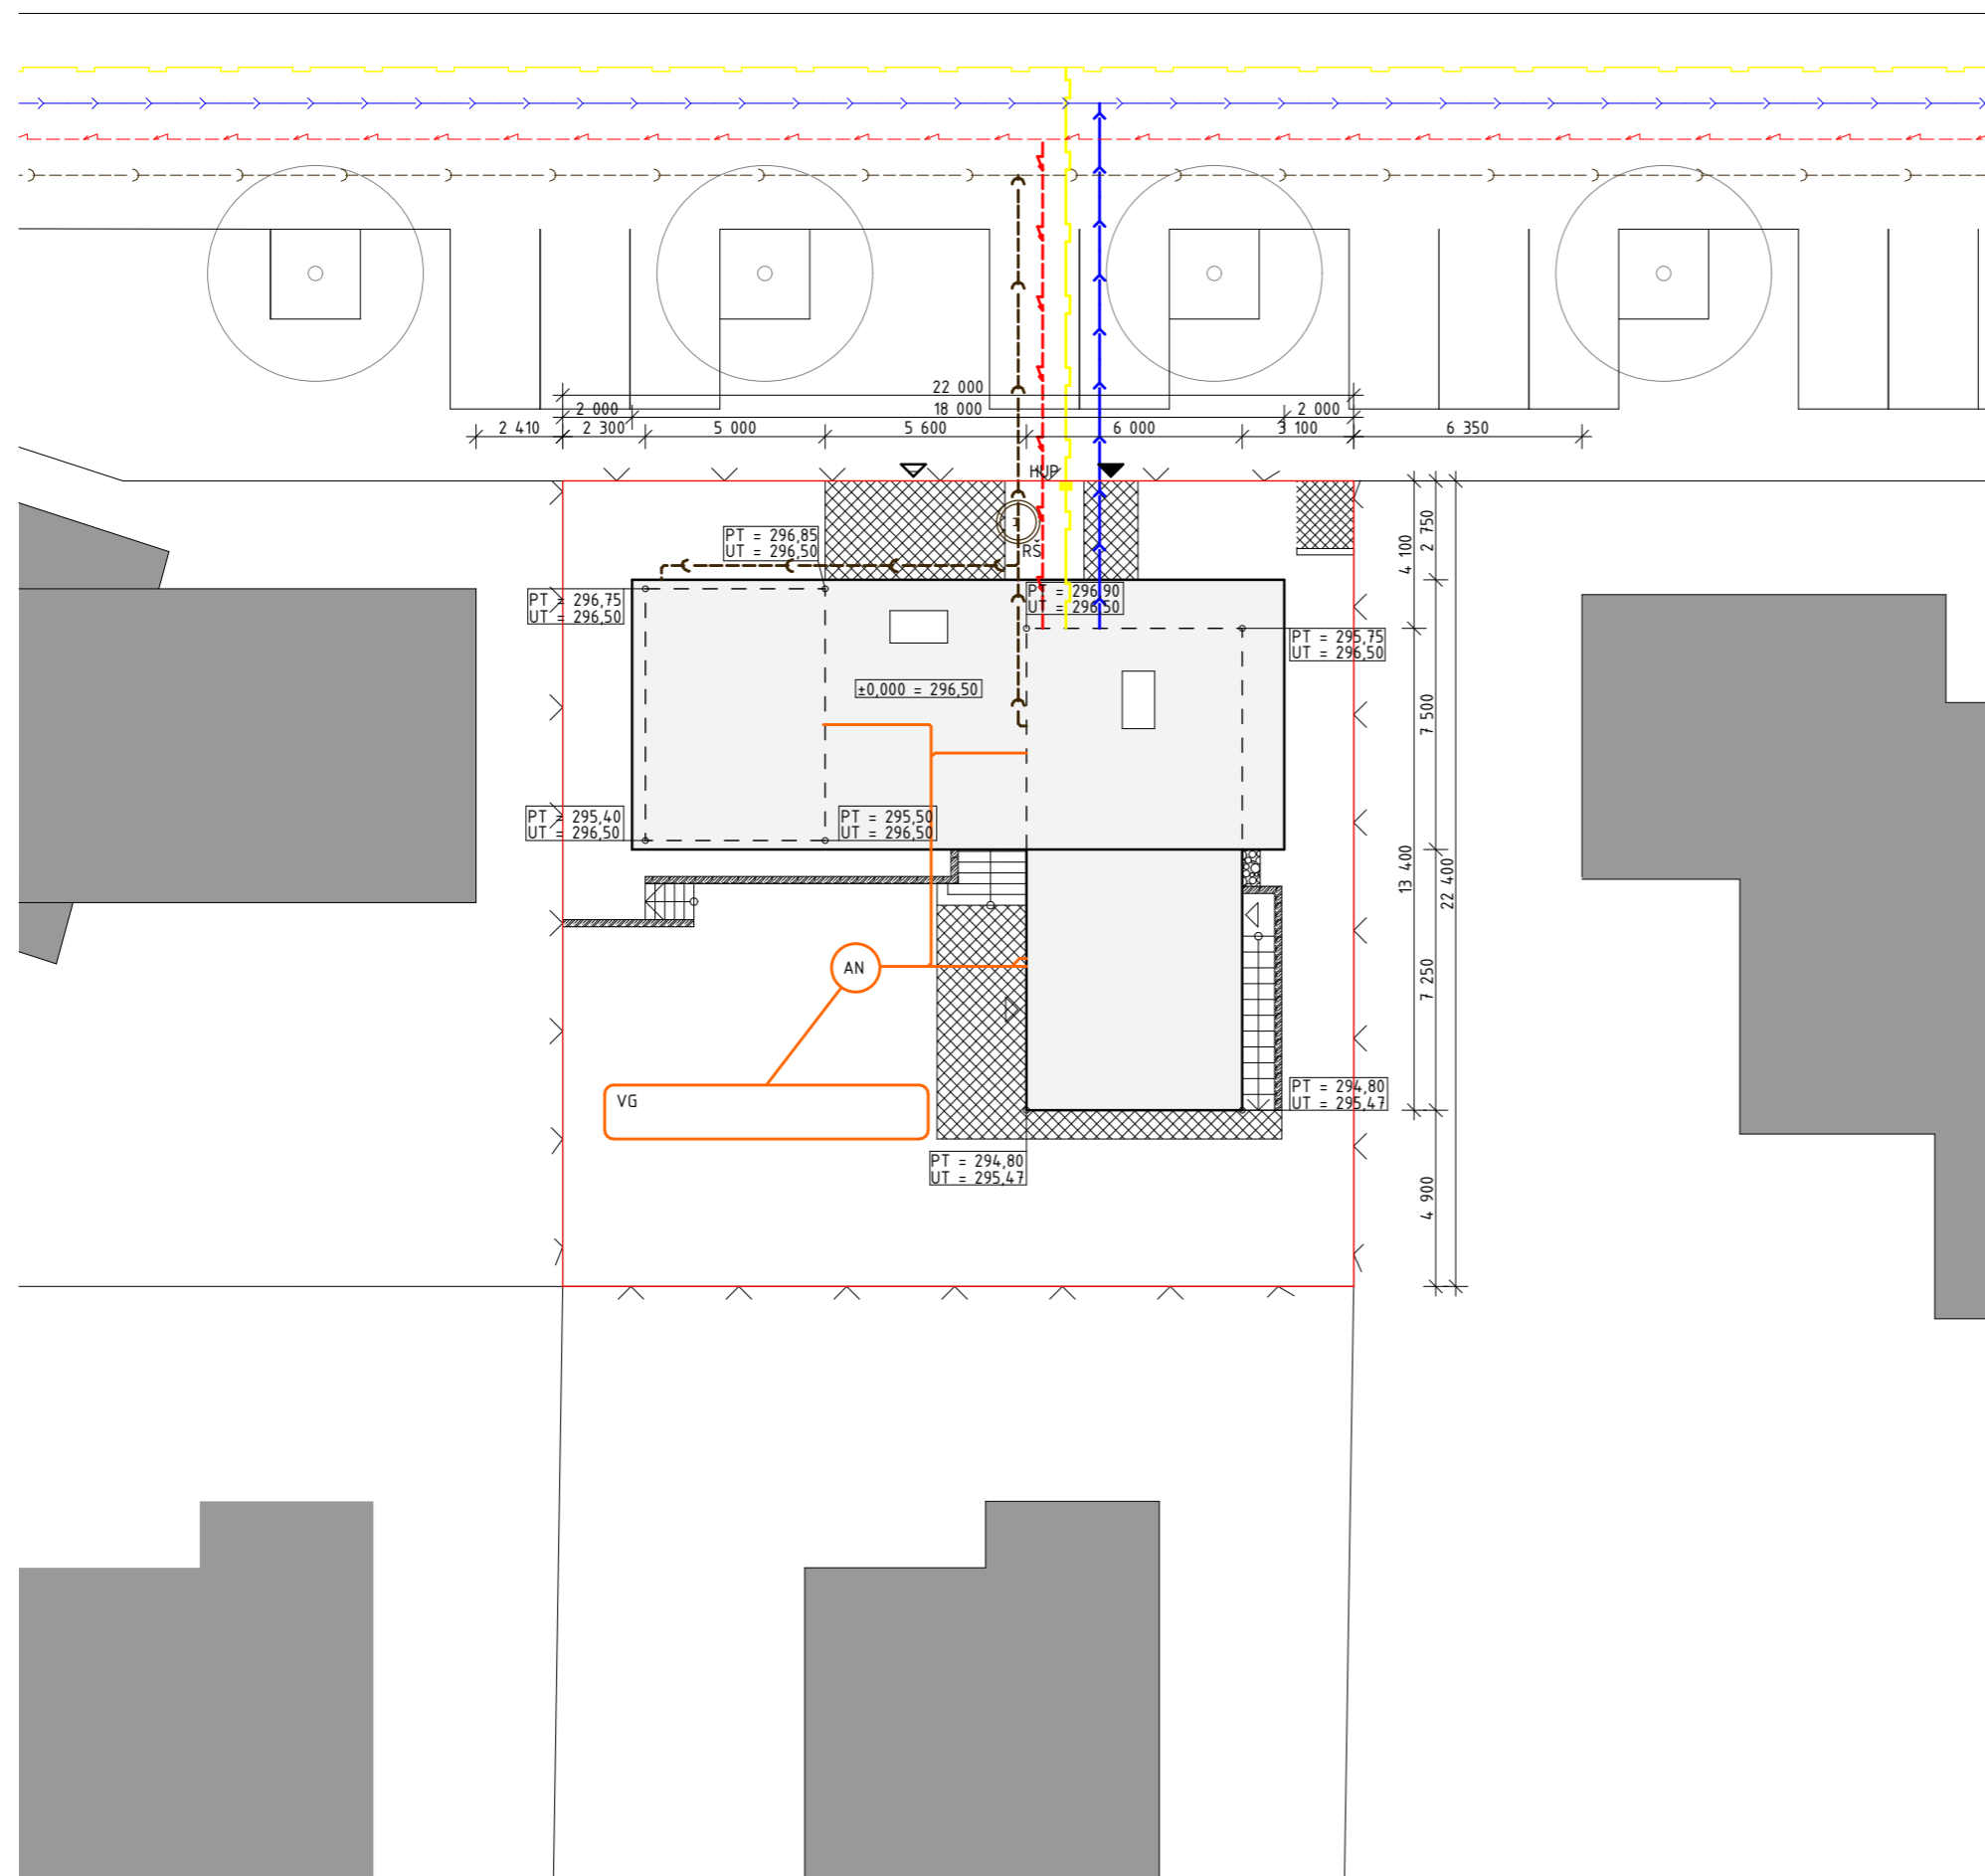 22 000
2 000
18 000
2 000
2 410
2 300
5 000
5 600
6 000
3 100
6 350
HUP
PT = 296,85
UT = 296,50
RŠ
PT = 296,75
UT = 296,50
PT = 296,90
UT = 296,50
PT = 295,75
UT = 296,50
±0,000 = 296,50
PT = 295,40
UT = 296,50
PT = 295,50
UT = 296,50
AN
VG
PT = 294,80
UT = 295,47
PT = 294,80
UT = 295,47
4 100
2 750
7 500
13 400
22 400
7 250
4 900